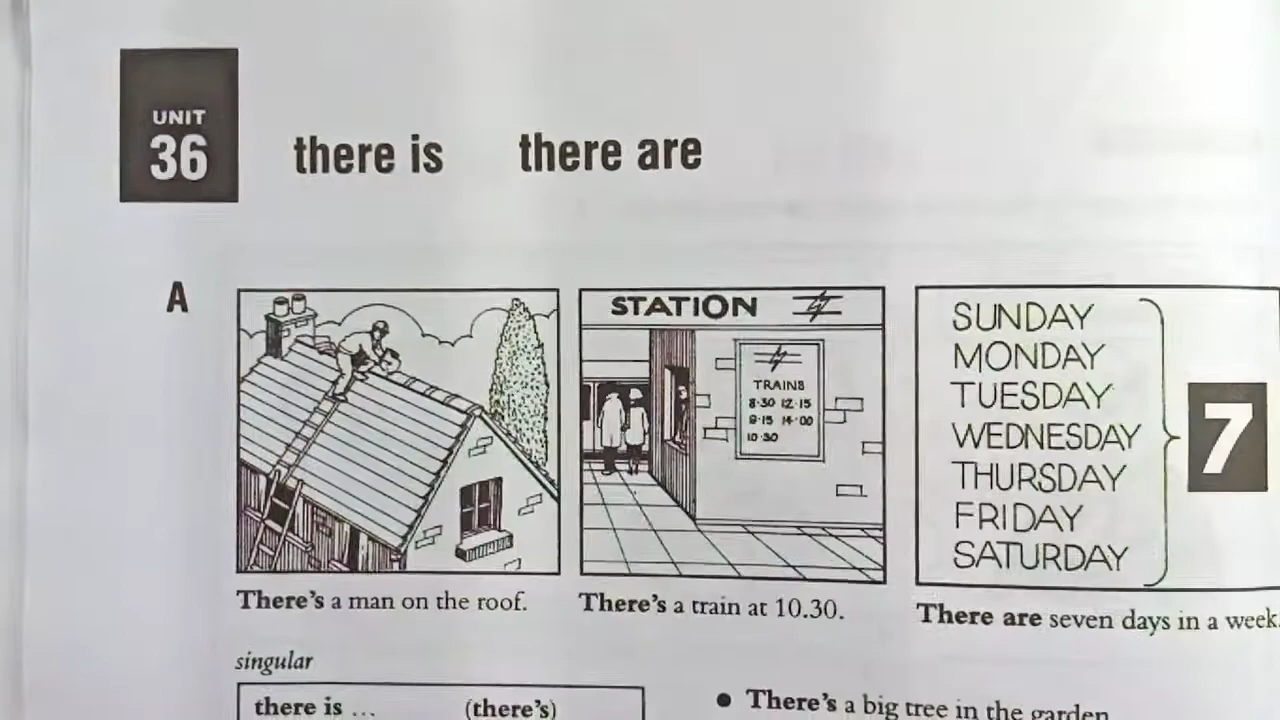 UNIT
36
there is there are
A
STATION
TRAINS
8·30 12·15
9·15 14·00
10·30
SUNDAY
MONDAY
TUESDAY
WEDNESDAY
THURSDAY
FRIDAY
SATURDAY
7
There's a man on the roof.
There's a train at 10.30.
There are seven days in a week.
singular
there is ... (there's)
• There's a big tree in the garden